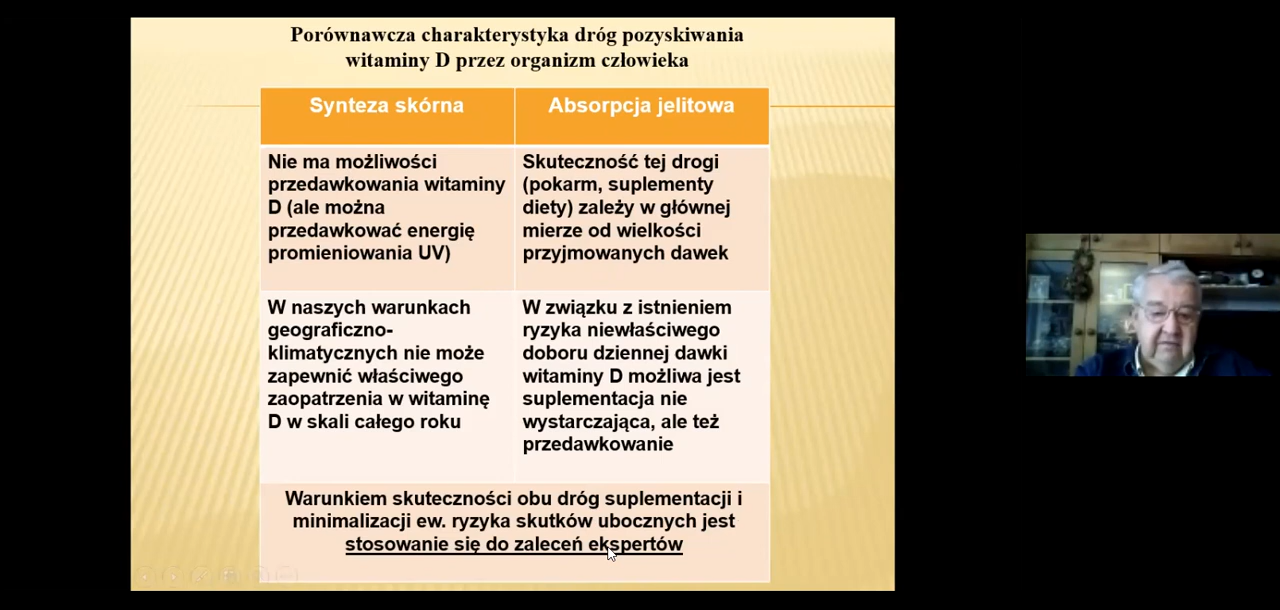 Porównawcza charakterystyka dróg pozyskiwania
witaminy D przez organizm człowieka
Synteza skórna
Absorpcja jelitowa
Nie ma możliwości
przedawkowania witaminy
D (ale można
przedawkować energię
promieniowania UV)
Skuteczność tej drogi
(pokarm, suplementy
diety) zależy w głównej
mierze od wielkości
przyjmowanych dawek
W naszych warunkach
geograficzno-
klimatycznych nie może
zapewnić właściwego
zaopatrzenia w witaminę
D w skali całego roku
W związku z istnieniem
ryzyka niewłaściwego
doboru dziennej dawki
witaminy D możliwa jest
suplementacja nie
wystarczająca, ale też
przedawkowanie
Warunkiem skuteczności obu dróg suplementacji i
minimalizacji ew. ryzyka skutków ubocznych jest
stosowanie się do zaleceń ekspertów